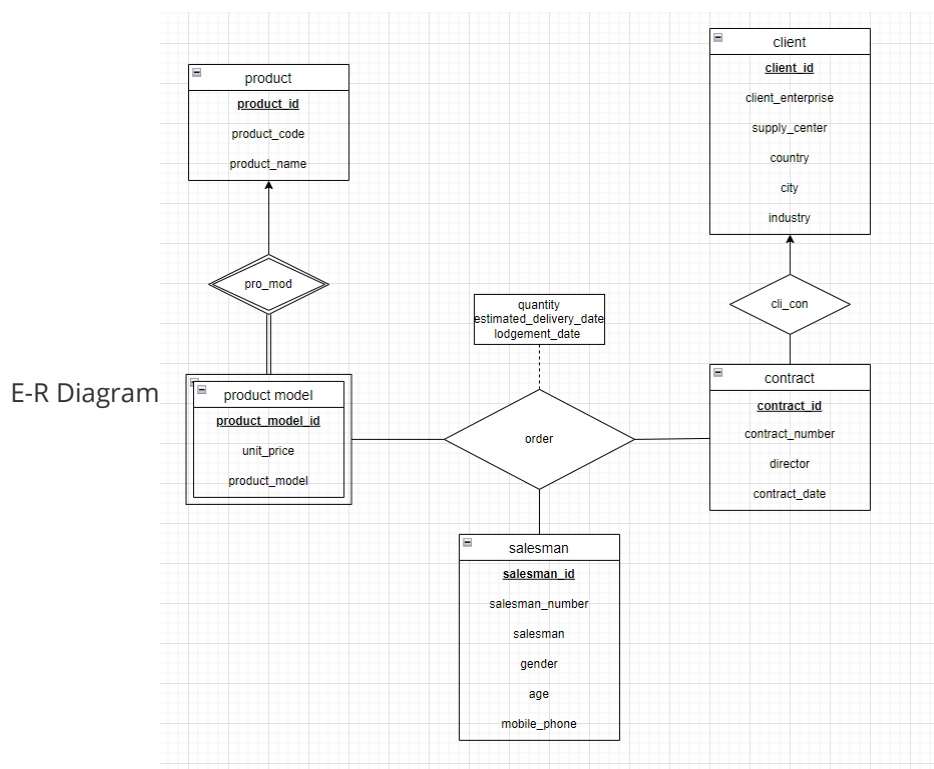 E-R Diagram
product
product_id
product_code
product_name
pro_mod
product model
product_model_id
unit_price
product_model
quantity
estimated_delivery_date
lodgement_date
order
salesman
salesman_id
salesman_number
salesman
gender
age
mobile_phone
client
client_id
client_enterprise
supply_center
country
city
industry
cli_con
contract
contract_id
contract_number
director
contract_date